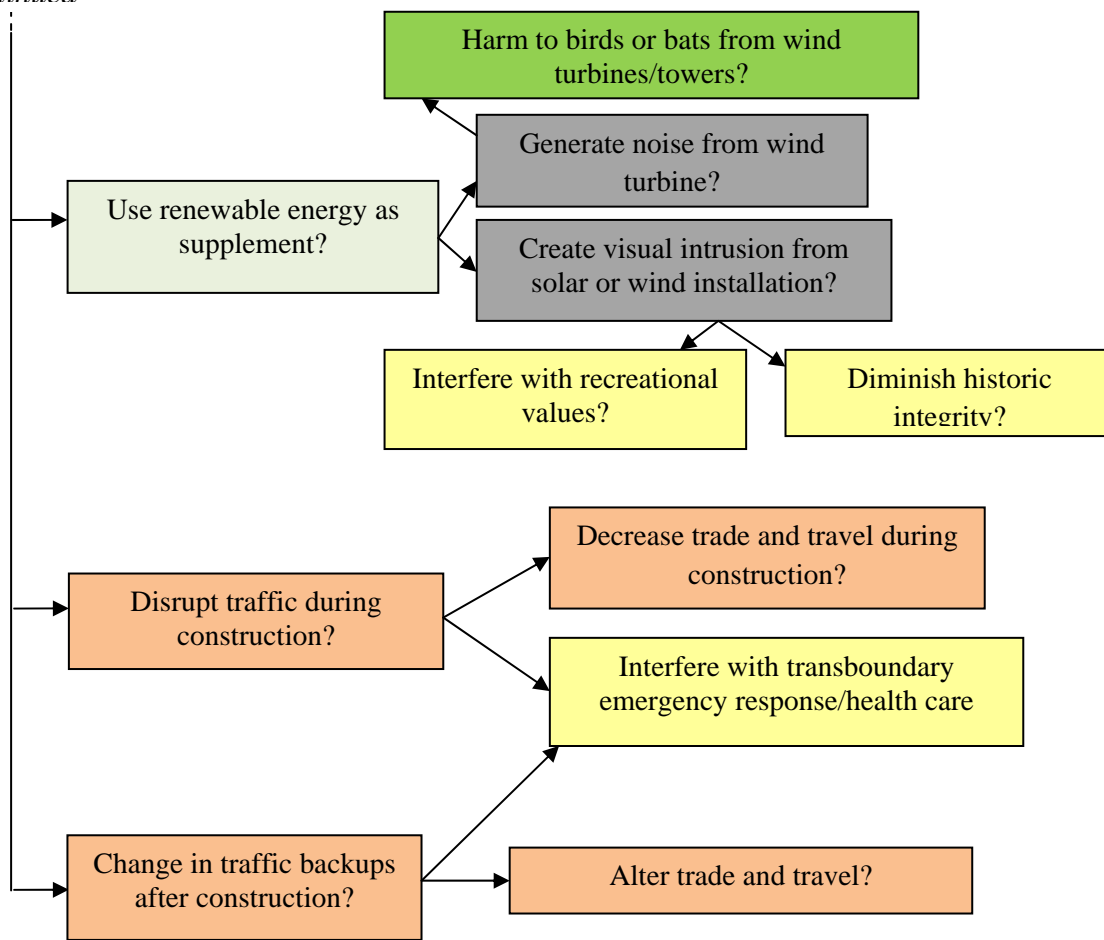 Harm to birds or bats from wind
turbines/towers?
Generate noise from wind
turbine?
Use renewable energy as
supplement?
Create visual intrusion from
solar or wind installation?
Interfere with recreational
values?
Diminish historic
integrity?
Decrease trade and travel during
construction?
Disrupt traffic during
construction?
Interfere with transboundary
emergency response/health care
Change in traffic backups
after construction?
Alter trade and travel?